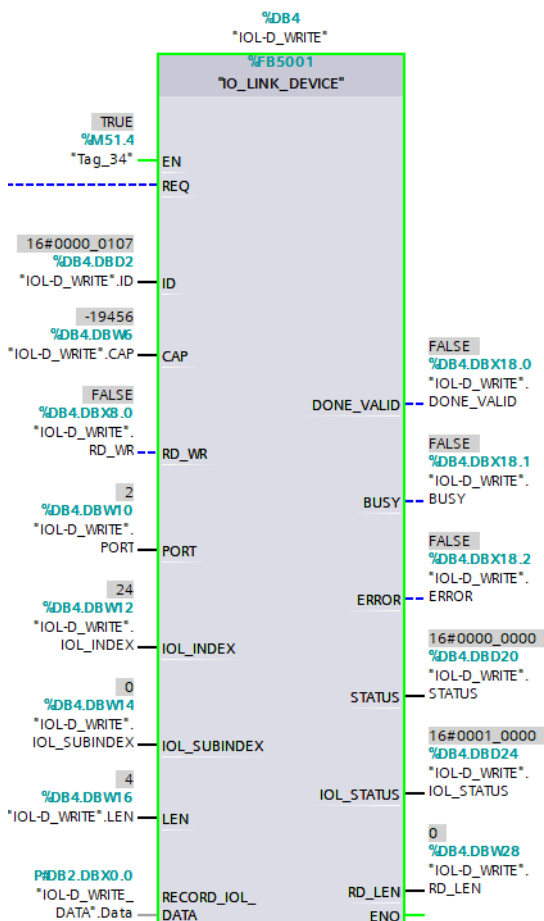 %DB4
"IOL-D_WRITE"
%FB5001
"IO_LINK_DEVICE"
TRUE
%M51.4
"Tag_34"
EN
REQ
16#0000_0107
%DB4.DBD2
"IOL-D_WRITE".ID
ID
-19456
%DB4.DBW6
"IOL-D_WRITE".CAP
CAP
FALSE
%DB4.DBX8.0
"IOL-D_WRITE".
RD_WR
RD_WR
2
%DB4.DBW10
"IOL-D_WRITE".
PORT
PORT
24
%DB4.DBW12
"IOL-D_WRITE".
IOL_INDEX
IOL_INDEX
0
%DB4.DBW14
"IOL-D_WRITE".
IOL_SUBINDEX
IOL_SUBINDEX
4
%DB4.DBW16
"IOL-D_WRITE".LEN
LEN
P#DB2.DBX0.0
"IOL-D_WRITE_
DATA".Data
RECORD_IOL_
DATA
FALSE
%DB4.DBX18.0
"IOL-D_WRITE".
DONE_VALID
DONE_VALID
FALSE
%DB4.DBX18.1
"IOL-D_WRITE".
BUSY
BUSY
FALSE
%DB4.DBX18.2
"IOL-D_WRITE".
ERROR
ERROR
16#0000_0000
%DB4.DBD20
"IOL-D_WRITE".
STATUS
STATUS
16#0001_0000
%DB4.DBD24
"IOL-D_WRITE".
IOL_STATUS
IOL_STATUS
0
%DB4.DBW28
"IOL-D_WRITE".
RD_LEN
RD_LEN
ENO